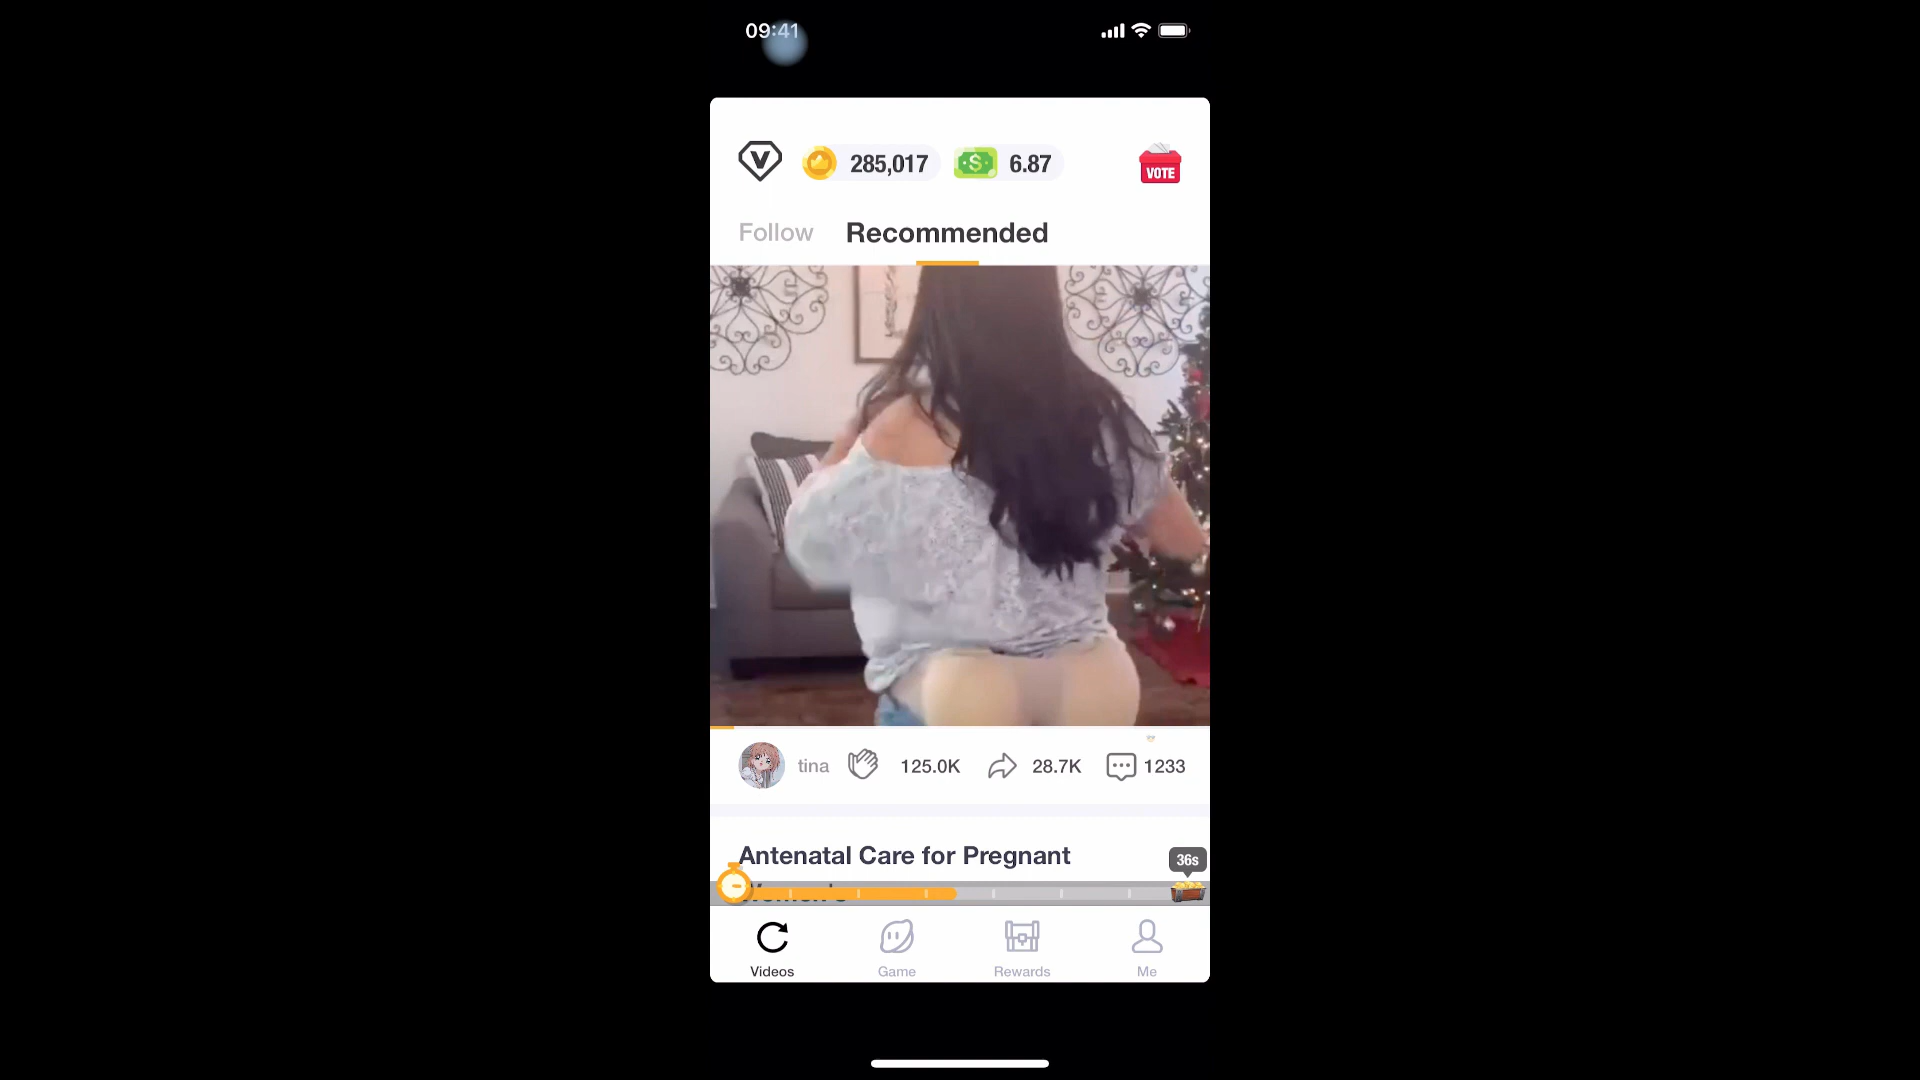 09:41
V
285,017
6.87
VOTE
Follow
Recommended
tina
125.0K
28.7K
1233
Antenatal Care for Pregnant
36s
Videos
Game
Rewards
Me